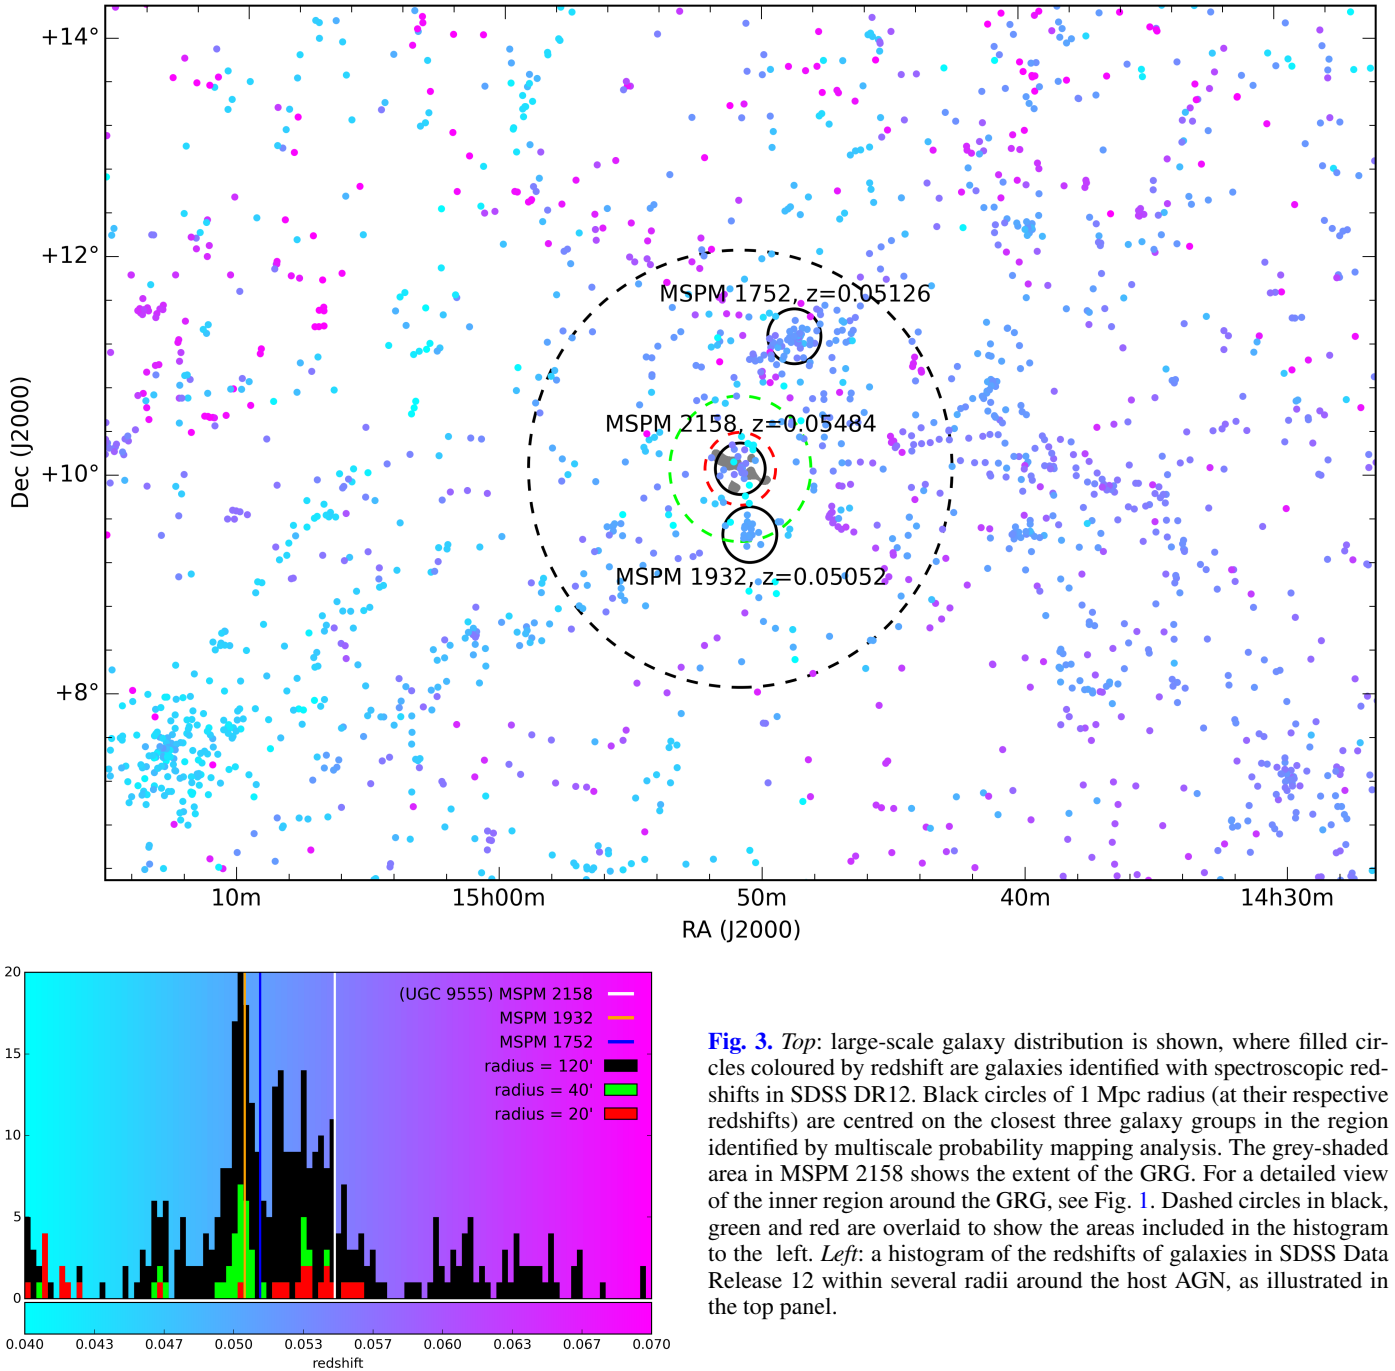 +14°
+12°
+10°
+8°
Dec (J2000)
MSPM 1752, z=0.05126
MSPM 2158, z=0.05484
MSPM 1932, z=0.05052
10m 15h00m 50m 40m 14h30m
RA (J2000)
20
15
10
5
0
(UGC 9555) MSPM 2158
MSPM 1932
MSPM 1752
radius = 120'
radius = 40'
radius = 20'
0.040 0.043 0.047 0.050 0.053 0.057 0.060 0.063 0.067 0.070
redshift
Fig. 3. Top: large-scale galaxy distribution is shown, where filled cir-
cles coloured by redshift are galaxies identified with spectroscopic red-
shifts in SDSS DR12. Black circles of 1 Mpc radius (at their respective
redshifts) are centred on the closest three galaxy groups in the region
identified by multiscale probability mapping analysis. The grey-shaded
area in MSPM 2158 shows the extent of the GRG. For a detailed view
of the inner region around the GRG, see Fig. 1. Dashed circles in black,
green and red are overlaid to show the areas included in the histogram
to the left. Left: a histogram of the redshifts of galaxies in SDSS Data
Release 12 within several radii around the host AGN, as illustrated in
the top panel.